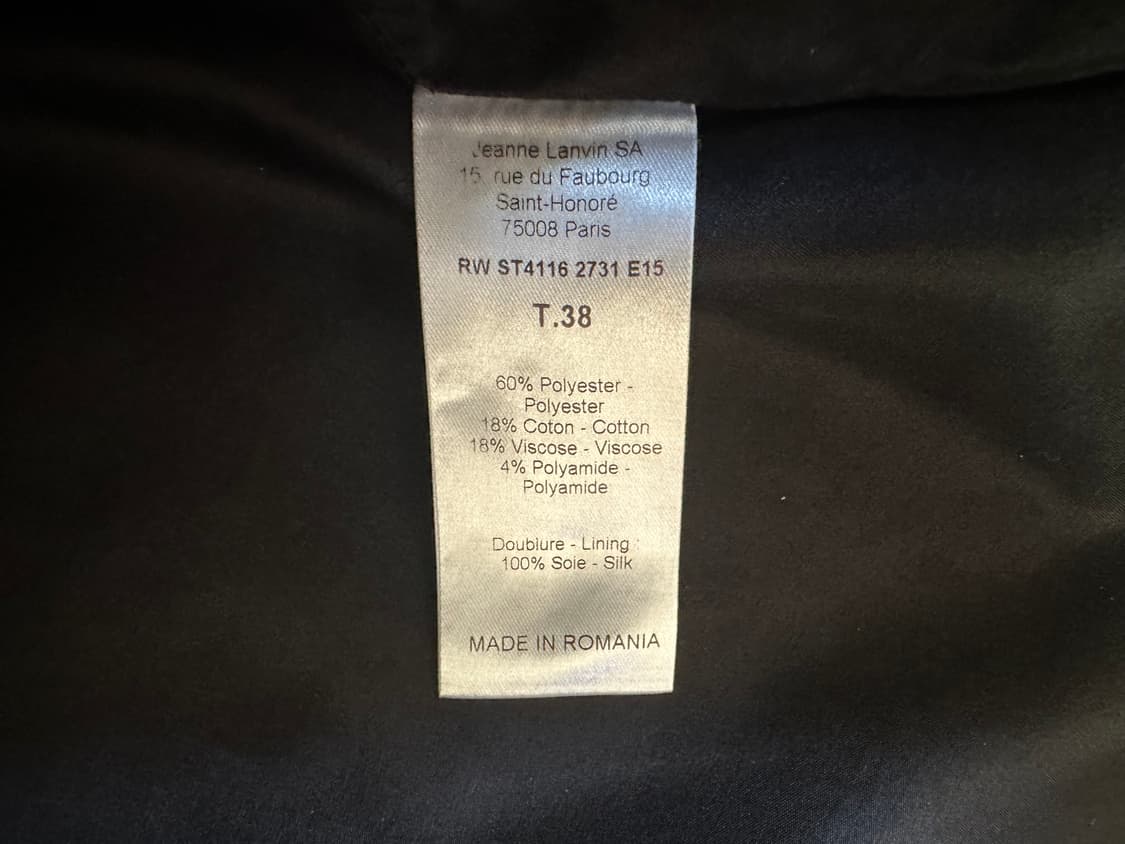 Jeanne Lanvin SA
15 rue du Faubourg
Saint-Honoré
75008 Paris
RW ST4116 2731 E15
T.38
60% Polyester -
Polyester
18% Coton - Cotton
18% Viscose - Viscose
4% Polyamide -
Polyamide
Doublure - Lining :
100% Soie - Silk
MADE IN ROMANIA